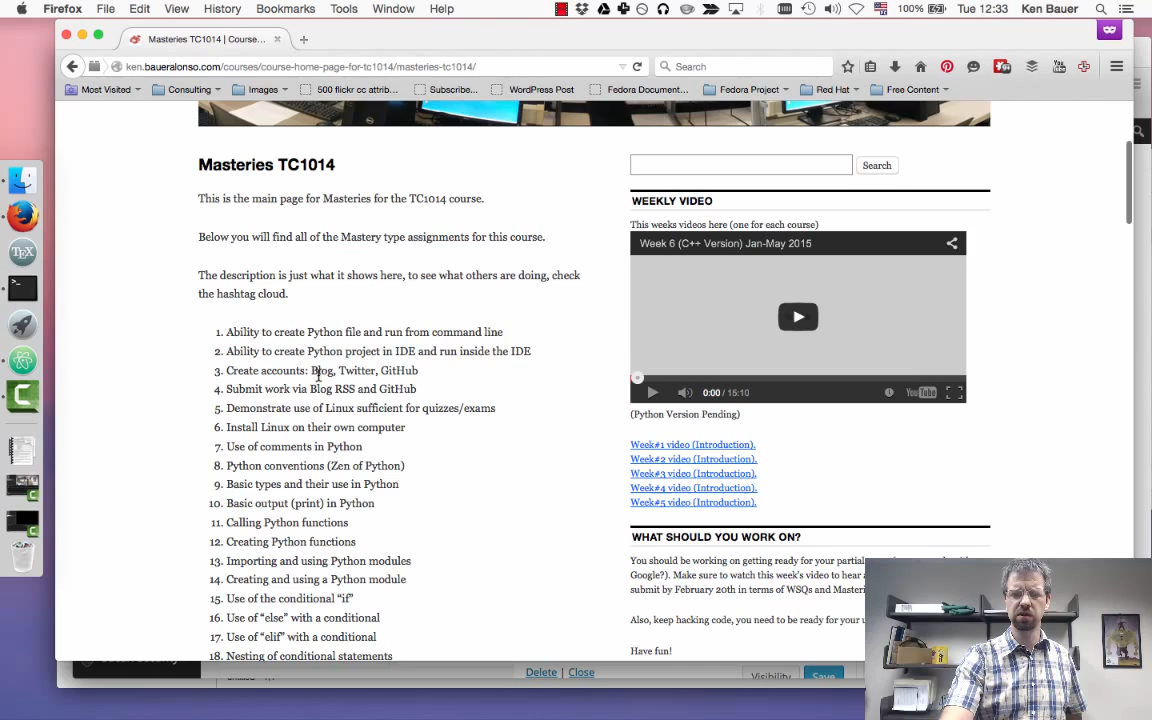 Firefox File Edit View History Bookmarks Tools Window Help 100% Tue 12:33 Ken Bauer
Masteries TC1014 | Course...
ken.baueralonso.com/courses/course-home-page-for-tc1014/masteries-tc1014/
Search
Most Visited Consulting Images 500 flickr cc attrib... Subscribe... WordPress Post Fedora Document... Fedora Project Red Hat Free Content
Masteries TC1014
This is the main page for Masteries for the TC1014 course.
Below you will find all of the Mastery type assignments for this course.
The description is just what it shows here, to see what others are doing, check
the hashtag cloud.
1. Ability to create Python file and run from command line
2. Ability to create Python project in IDE and run inside the IDE
3. Create accounts: Blog, Twitter, GitHub
4. Submit work via Blog RSS and GitHub
5. Demonstrate use of Linux sufficient for quizzes/exams
6. Install Linux on their own computer
7. Use of comments in Python
8. Python conventions (Zen of Python)
9. Basic types and their use in Python
10. Basic output (print) in Python
11. Calling Python functions
12. Creating Python functions
13. Importing and using Python modules
14. Creating and using a Python module
15. Use of the conditional “if”
16. Use of “else” with a conditional
17. Use of “elif” with a conditional
18. Nesting of conditional statements
Search
WEEKLY VIDEO
This weeks videos here (one for each course)
Week 6 (C++ Version) Jan-May 2015
0:00 / 15:10
YouTube
(Python Version Pending)
Week#1 video (Introduction).
Week#2 video (Introduction).
Week#3 video (Introduction).
Week#4 video (Introduction).
Week#5 video (Introduction).
WHAT SHOULD YOU WORK ON?
You should be working on getting ready for your partial
Google?). Make sure to watch this week's video to hear
submit by February 20th in terms of WSQs and Masteri
Also, keep hacking code, you need to be ready for your
Have fun!
Delete Close
Visibility
Save
TEX